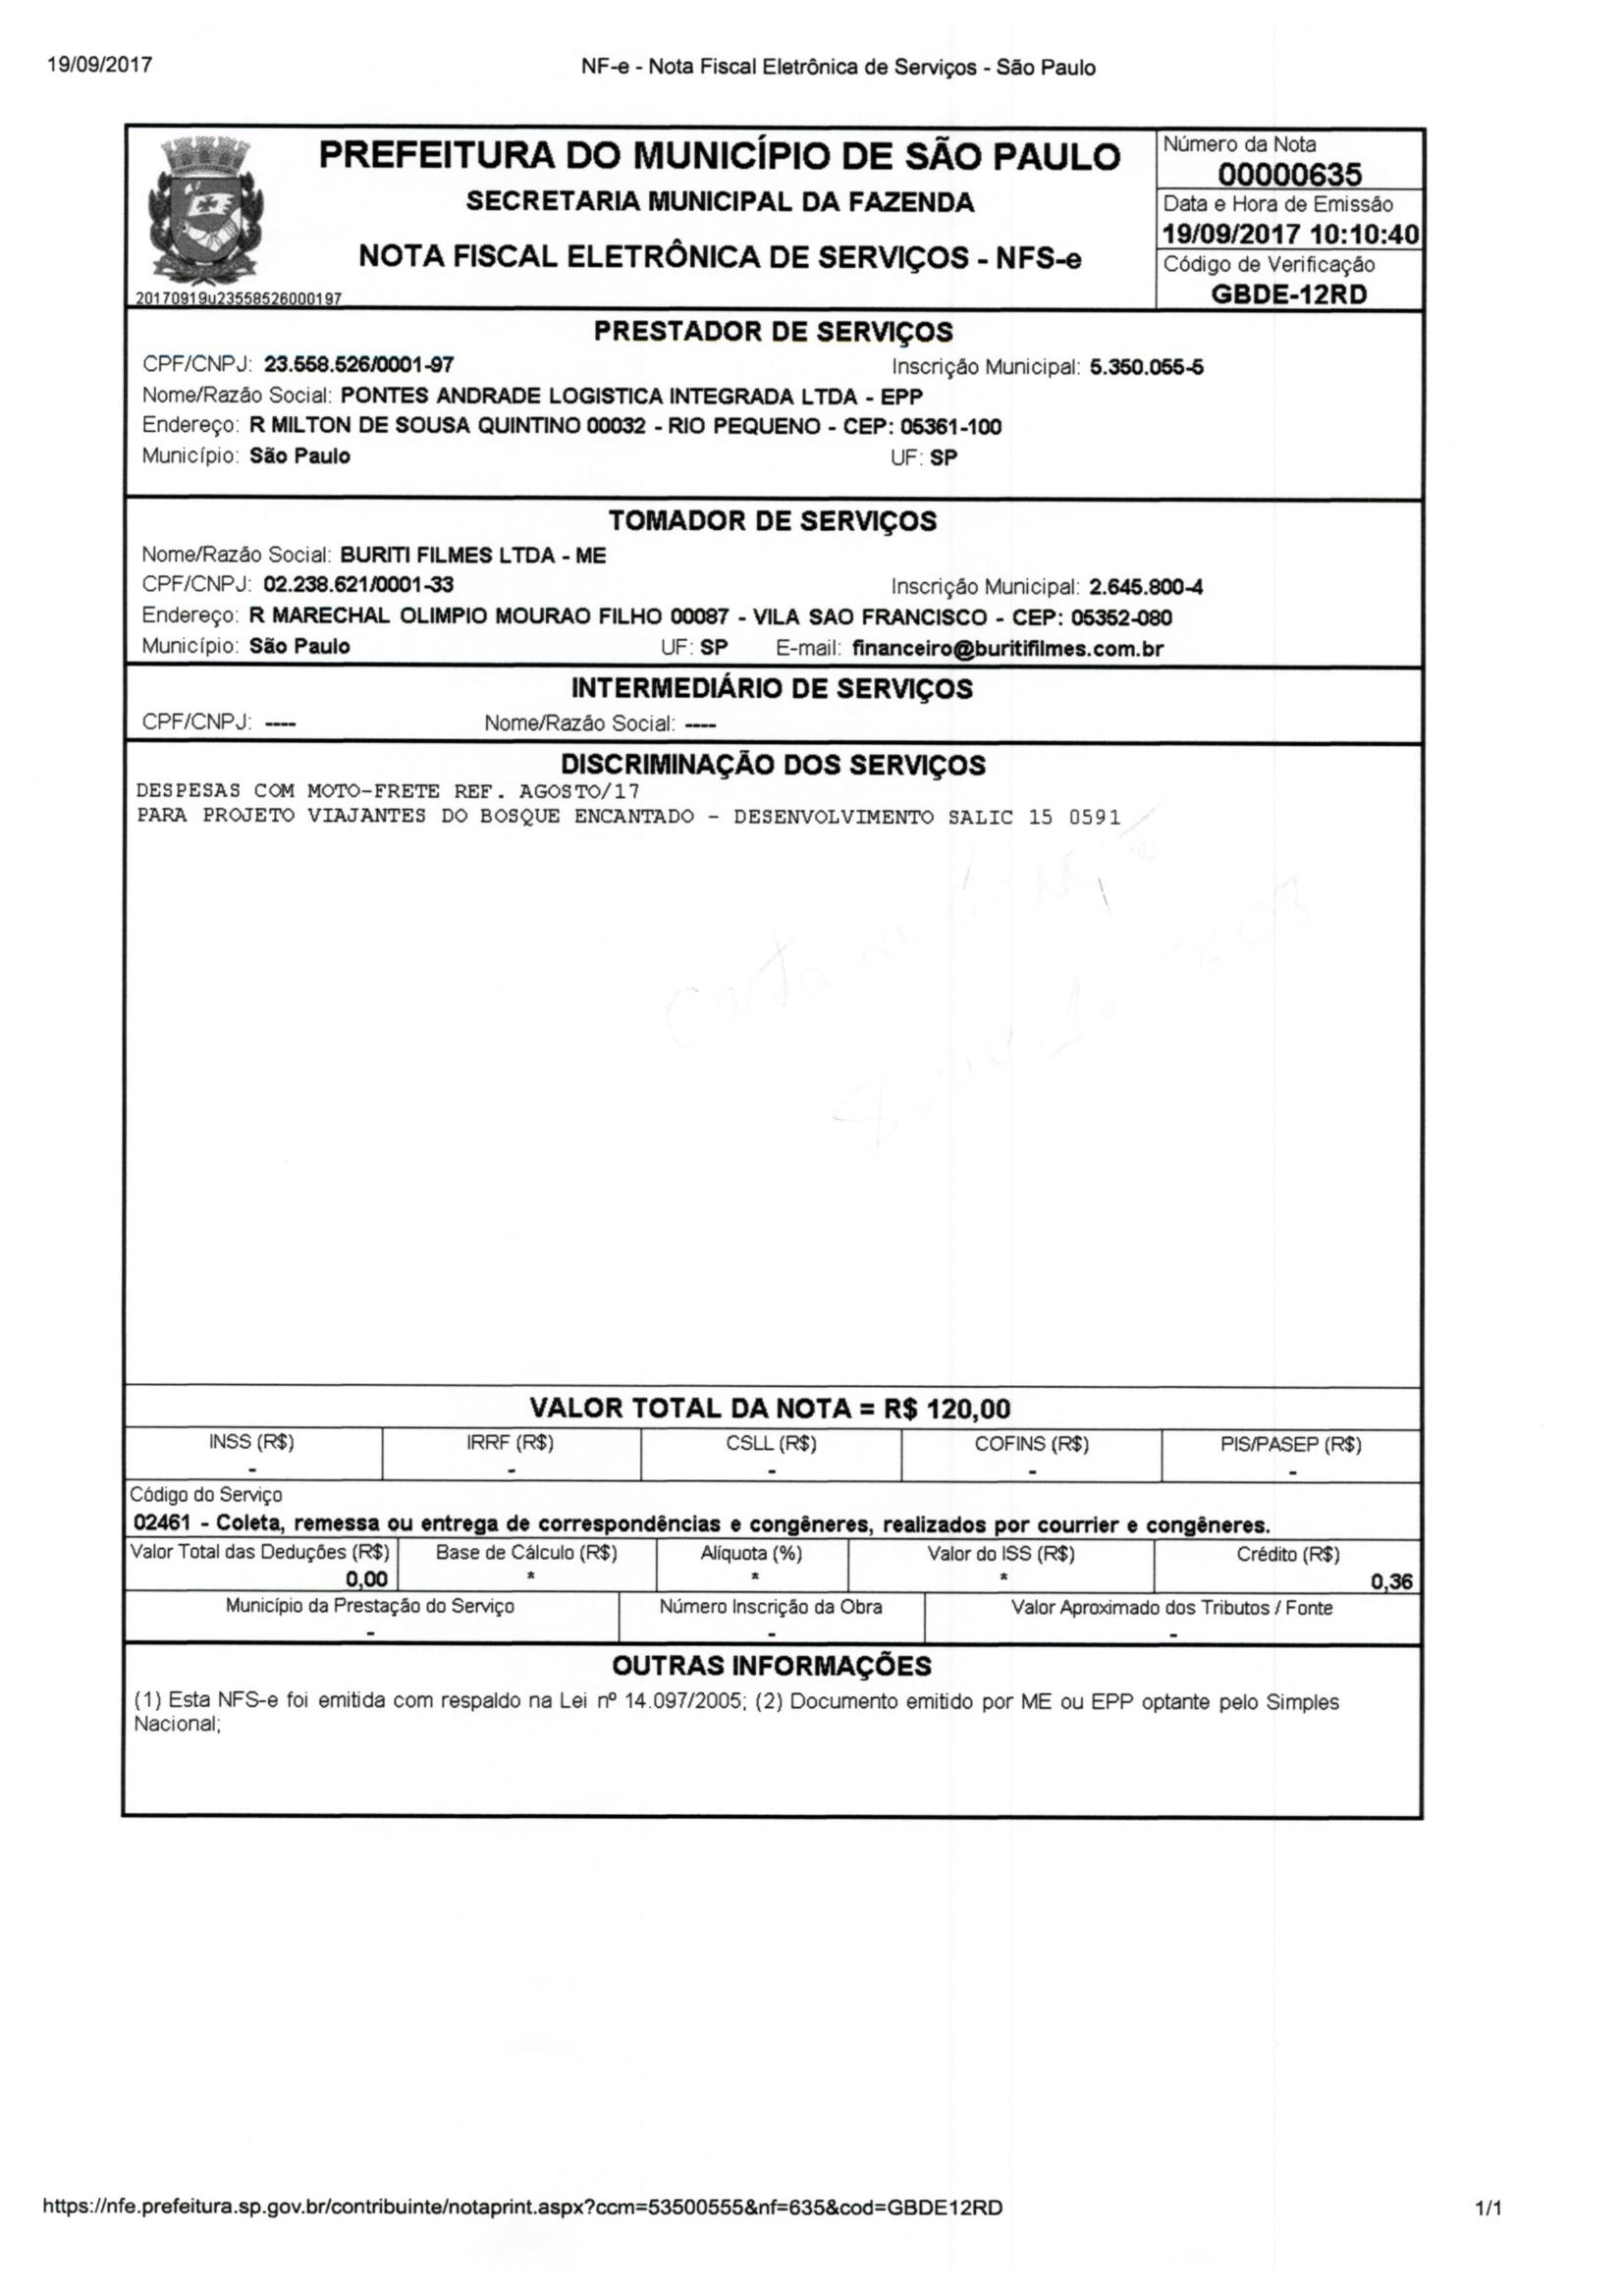 19/09/2017 NF-e - Nota Fiscal Eletrônica de Serviços - São Paulo
PREFEITURA DO MUNICÍPIO DE SÃO PAULO
SECRETARIA MUNICIPAL DA FAZENDA
NOTA FISCAL ELETRÔNICA DE SERVIÇOS - NFS-e
20170919u23558526000197
Número da Nota
00000635
Data e Hora de Emissão
19/09/2017 10:10:40
Código de Verificação
GBDE-12RD
PRESTADOR DE SERVIÇOS
CPF/CNPJ: 23.558.526/0001-97 Inscrição Municipal: 5.350.055-5
Nome/Razão Social: PONTES ANDRADE LOGISTICA INTEGRADA LTDA - EPP
Endereço: R MILTON DE SOUSA QUINTINO 00032 - RIO PEQUENO - CEP: 05361-100
Município: São Paulo UF: SP
TOMADOR DE SERVIÇOS
Nome/Razão Social: BURITI FILMES LTDA - ME
CPF/CNPJ: 02.238.621/0001-33 Inscrição Municipal: 2.645.800-4
Endereço: R MARECHAL OLIMPIO MOURAO FILHO 00087 - VILA SAO FRANCISCO - CEP: 05352-080
Município: São Paulo UF: SP E-mail: financeiro@buritifilmes.com.br
INTERMEDIÁRIO DE SERVIÇOS
CPF/CNPJ: ---- Nome/Razão Social: ----
DISCRIMINAÇÃO DOS SERVIÇOS
DESPESAS COM MOTO-FRETE REF. AGOSTO/17
PARA PROJETO VIAJANTES DO BOSQUE ENCANTADO - DESENVOLVIMENTO SALIC 15 0591
VALOR TOTAL DA NOTA = R$ 120,00
INSS (R$) IRRF (R$) CSLL (R$) COFINS (R$) PIS/PASEP (R$)
- - - - -
Código do Serviço
02461 - Coleta, remessa ou entrega de correspondências e congêneres, realizados por courrier e congêneres.
Valor Total das Deduções (R$) Base de Cálculo (R$) Alíquota (%) Valor do ISS (R$) Crédito (R$)
0,00 * * * 0,36
Município da Prestação do Serviço Número Inscrição da Obra Valor Aproximado dos Tributos / Fonte
- - -
OUTRAS INFORMAÇÕES
(1) Esta NFS-e foi emitida com respaldo na Lei nº 14.097/2005; (2) Documento emitido por ME ou EPP optante pelo Simples
Nacional;
https://nfe.prefeitura.sp.gov.br/contribuinte/notaprint.aspx?ccm=53500555&nf=635&cod=GBDE12RD 1/1